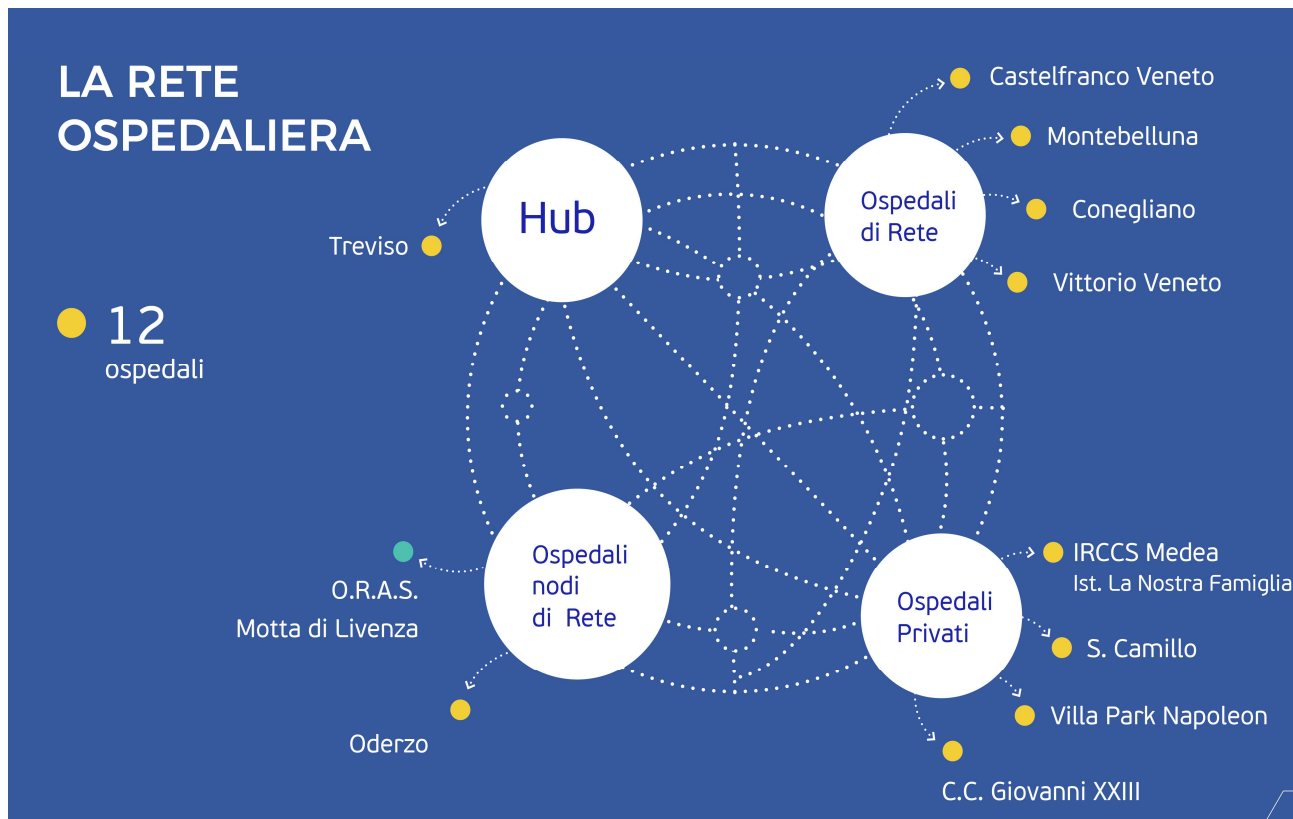 LA RETE
OSPEDALIERA
12
ospedali
Hub
Treviso
Ospedali
di Rete
Castelfranco Veneto
Montebelluna
Conegliano
Vittorio Veneto
Ospedali
nodi
di Rete
O.R.A.S.
Motta di Livenza
Oderzo
Ospedali
Privati
IRCCS Medea
Ist. La Nostra Famiglia
S. Camillo
Villa Park Napoleon
C.C. Giovanni XXIII